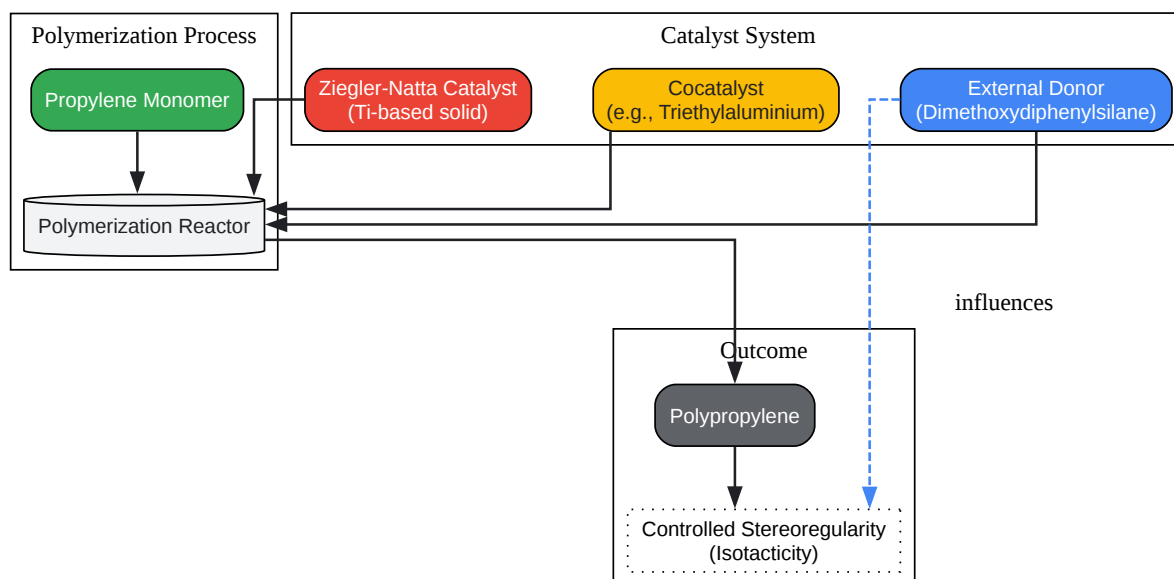 Polymerization Process
Catalyst System
Propylene Monomer
Ziegler-Natta Catalyst
(Ti-based solid)
Cocatalyst
(e.g., Triethylaluminium)
External Donor
(Dimethoxydiphenylsilane)
Polymerization Reactor
influences
Outcome
Polypropylene
Controlled Stereoregularity
(Isotacticity)